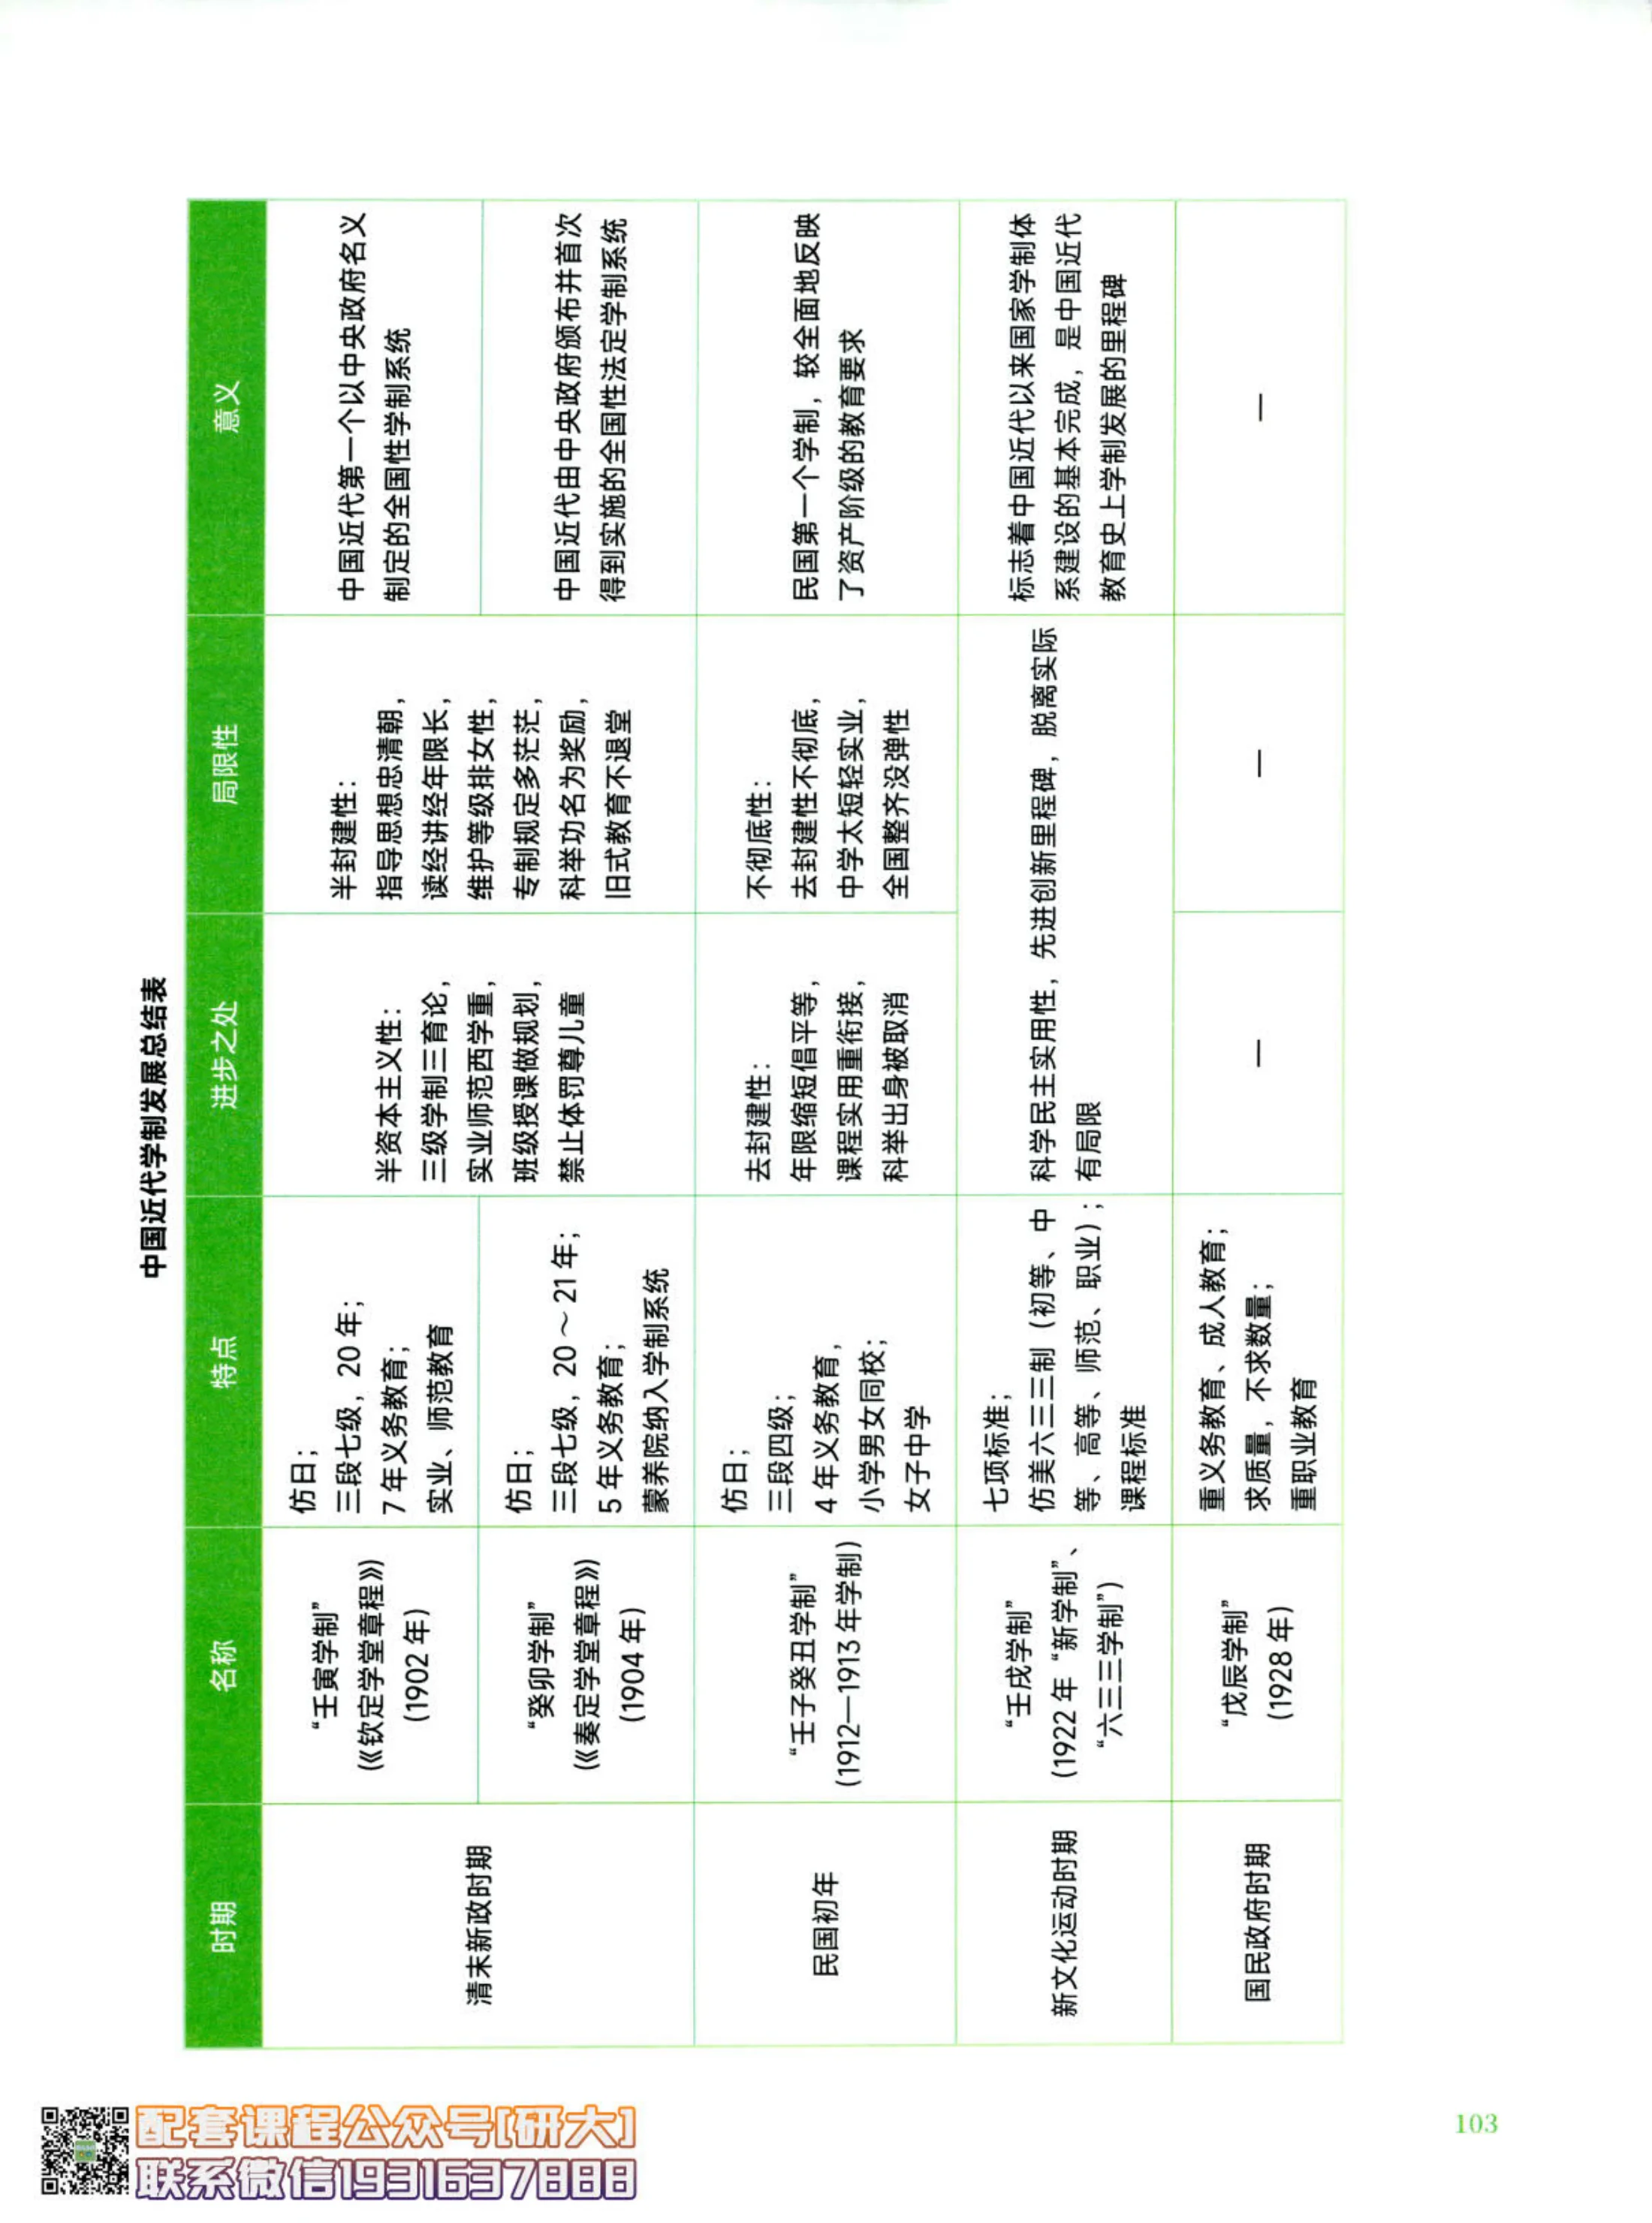 中国近代学制发展总结表
时期
名称
特点
进步之处
局限性
意义
清末新政时期
“壬寅学制”
(《钦定学堂章程》)
(1902 年)
仿日；
三段七级，20 年；
7 年义务教育；
实业、师范教育
半资本主义性：
三级学制三育论，
实业师范西学重，
班级授课做规划，
禁止体罚尊儿童
半封建性：
指导思想忠清朝，
读经讲经年限长，
维护等级排女性，
专制规定多茫茫，
科举功名为奖励，
旧式教育不退堂
中国近代第一个以中央政府名义
制定的全国性学制系统
“癸卯学制”
(《奏定学堂章程》)
(1904 年)
仿日；
三段七级，20～21 年；
5 年义务教育；
蒙养院纳入学制系统
中国近代由中央政府颁布并首次
得到实施的全国性法定学制系统
民国初年
“壬子癸丑学制”
(1912—1913 年学制)
仿日；
三段四级；
4 年义务教育，
小学男女同校；
女子中学
去封建性：
年限缩短倡平等，
课程实用重衔接，
科举出身被取消
不彻底性：
去封建性不彻底，
中学太短轻实业，
全国整齐没弹性
民国第一个学制，较全面地反映
了资产阶级的教育要求
新文化运动时期
“壬戌学制”
(1922 年“新学制”、
“六三三学制”)
七项标准；
仿美六三三制（初等、中
等、高等、师范、职业）；
课程标准
科学民主实用性，先进创新里程碑，脱离实际
有局限
标志着中国近代以来国家学制体
系建设的基本完成，是中国近代
教育史上学制发展的里程碑
国民政府时期
“戊辰学制”
(1928 年)
重义务教育、成人教育；
求质量，不求数量；
重职业教育
—
—
—
配套课程公众号[研大]
联系微信1931637888
103